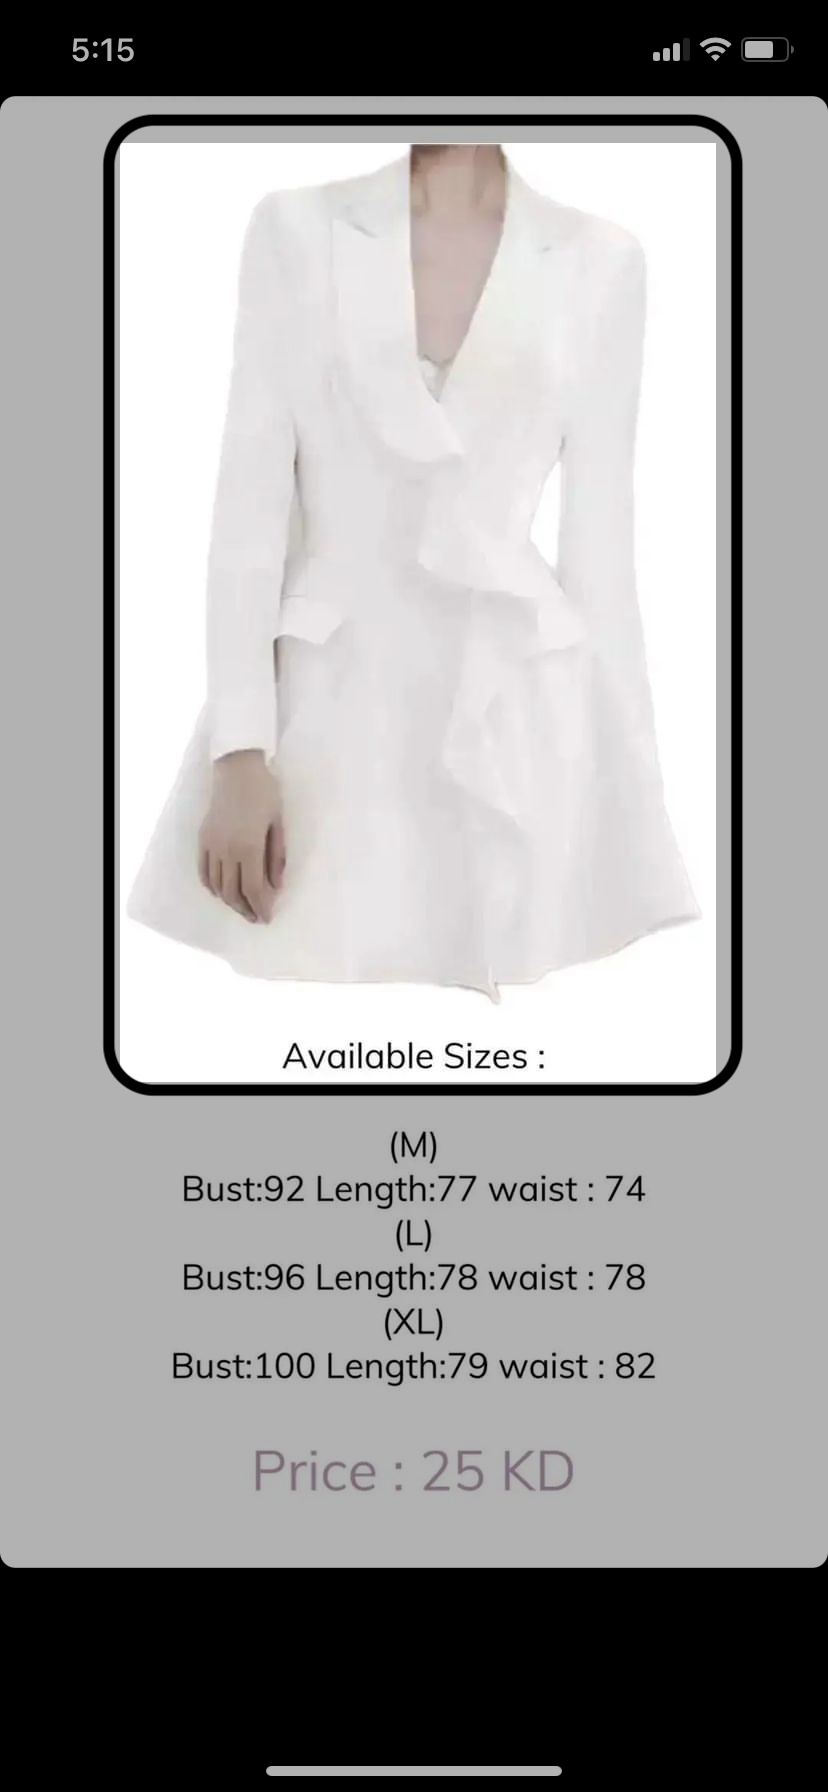 5:15
Available Sizes :
(M)
Bust:92 Length:77 waist : 74
(L)
Bust:96 Length:78 waist : 78
(XL)
Bust:100 Length:79 waist : 82
Price : 25 KD